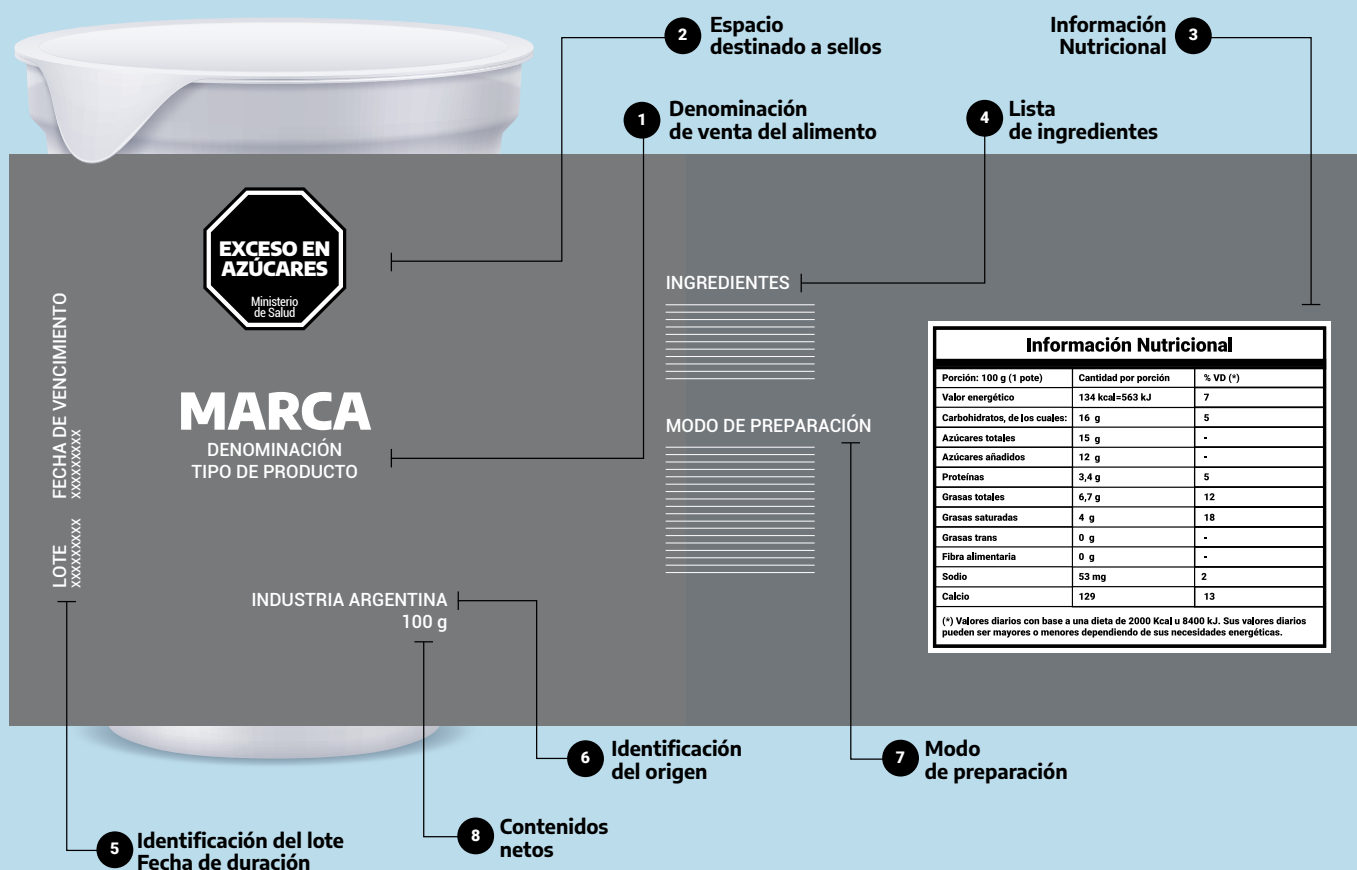 2 Espacio
destinado a sellos
Información
Nutricional 3
1 Denominación
de venta del alimento
4 Lista
de ingredientes
EXCESO EN
AZÚCARES
Ministerio
de Salud
FECHA DE VENCIMIENTO
XXXXXXXXX
LOTE
XXXXXXXXX
MARCA
DENOMINACIÓN
TIPO DE PRODUCTO
INDUSTRIA ARGENTINA
100 g
INGREDIENTES
MODO DE PREPARACIÓN
Información Nutricional
Porción: 100 g (1 pote) Cantidad por porción % VD (*)
Valor energético 134 kcal=563 kJ 7
Carbohidratos, de los cuales: 16 g 5
Azúcares totales 15 g -
Azúcares añadidos 12 g -
Proteínas 3,4 g 5
Grasas totales 6,7 g 12
Grasas saturadas 4 g 18
Grasas trans 0 g -
Fibra alimentaria 0 g -
Sodio 53 mg 2
Calcio 129 13
(*) Valores diarios con base a una dieta de 2000 Kcal u 8400 kJ. Sus valores diarios
pueden ser mayores o menores dependiendo de sus necesidades energéticas.
6 Identificación
del origen
7 Modo
de preparación
5 Identificación del lote
Fecha de duración
8 Contenidos
netos